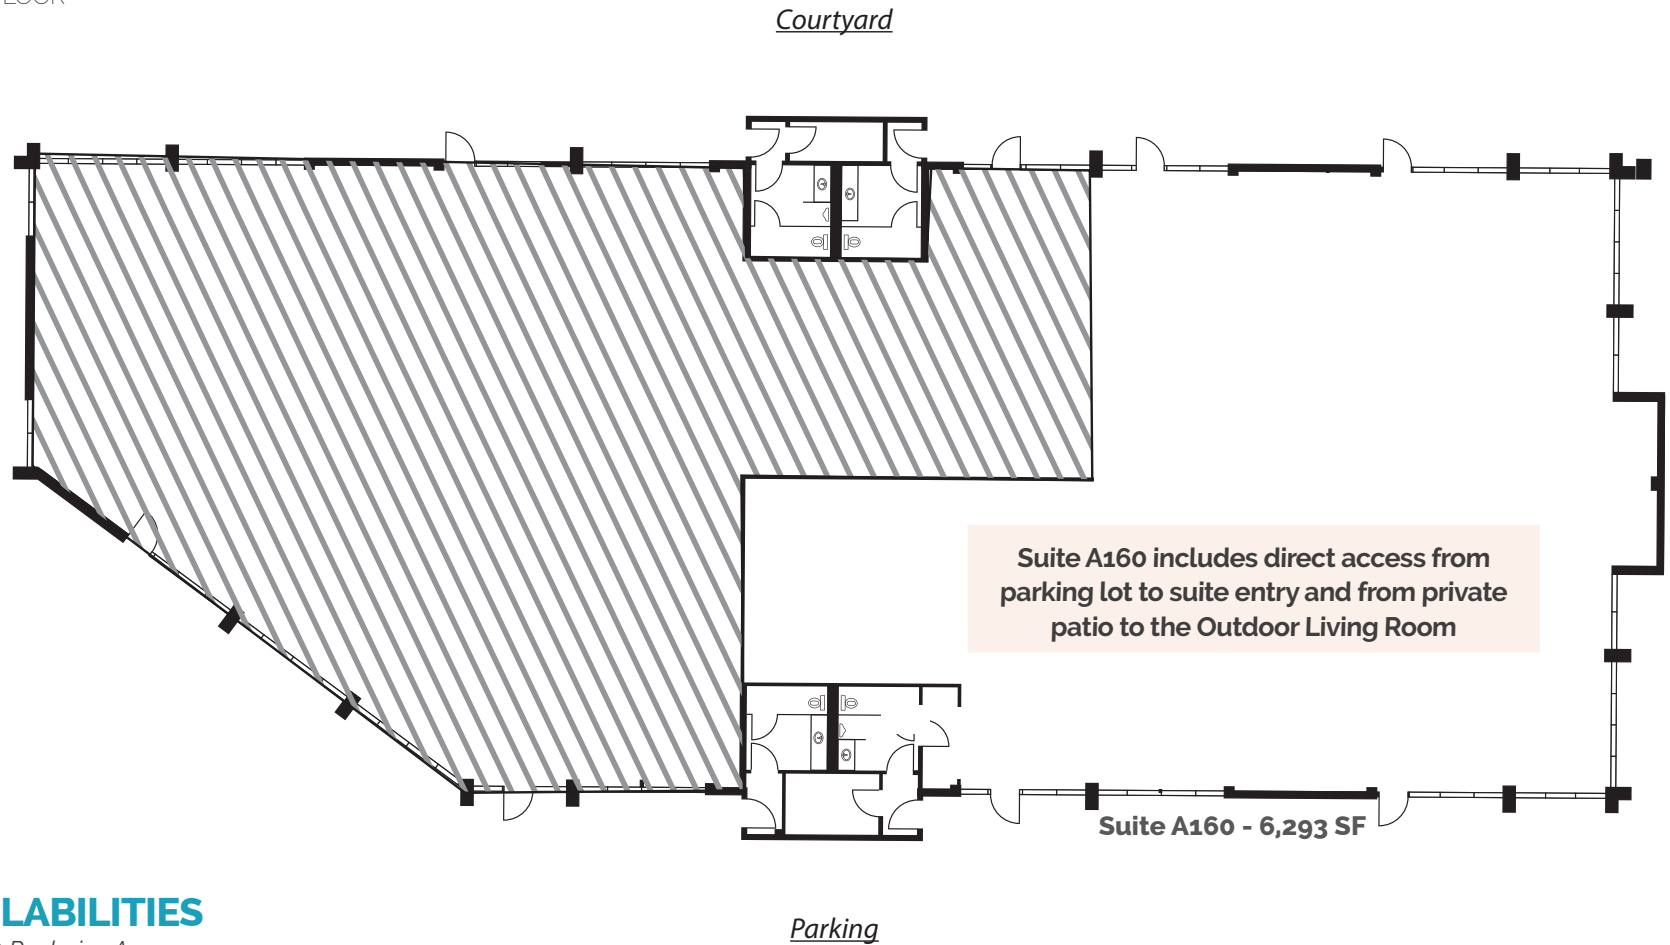 Courtyard
Suite A160 includes direct access from
parking lot to suite entry and from private
patio to the Outdoor Living Room
Suite A160 - 6,293 SF
LABILITIES
Parking